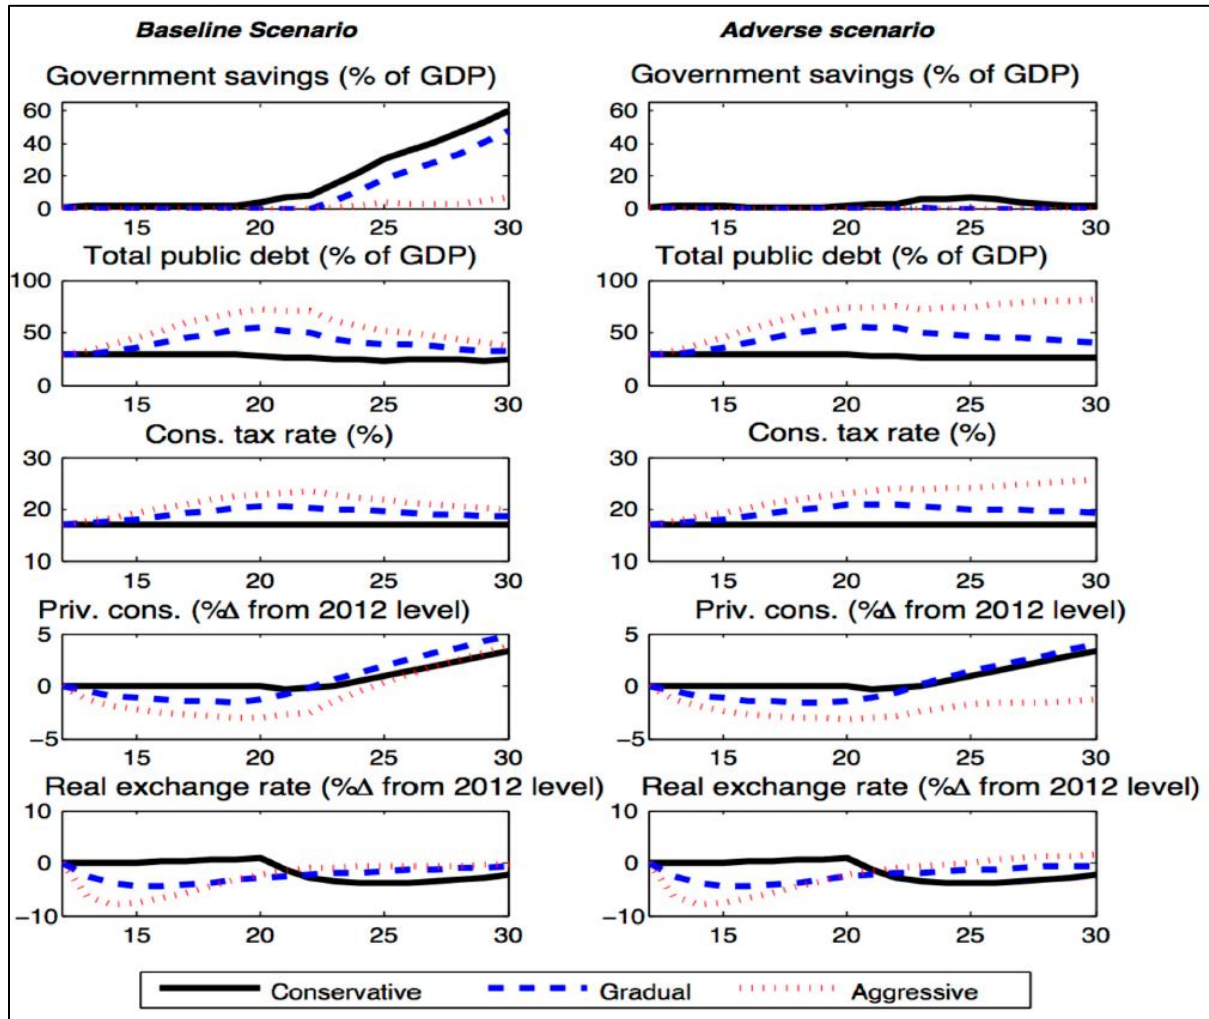 Baseline Scenario
Adverse scenario
Government savings (% of GDP)
60
40
20
0
15 20 25 30
Government savings (% of GDP)
60
40
20
0
15 20 25 30
Total public debt (% of GDP)
100
50
0
15 20 25 30
Total public debt (% of GDP)
100
50
0
15 20 25 30
Cons. tax rate (%)
30
20
10
15 20 25 30
Cons. tax rate (%)
30
20
10
15 20 25 30
Priv. cons. (%Δ from 2012 level)
5
0
−5
15 20 25 30
Priv. cons. (%Δ from 2012 level)
5
0
−5
15 20 25 30
Real exchange rate (%Δ from 2012 level)
10
0
−10
15 20 25 30
Real exchange rate (%Δ from 2012 level)
10
0
−10
15 20 25 30
Conservative Gradual Aggressive